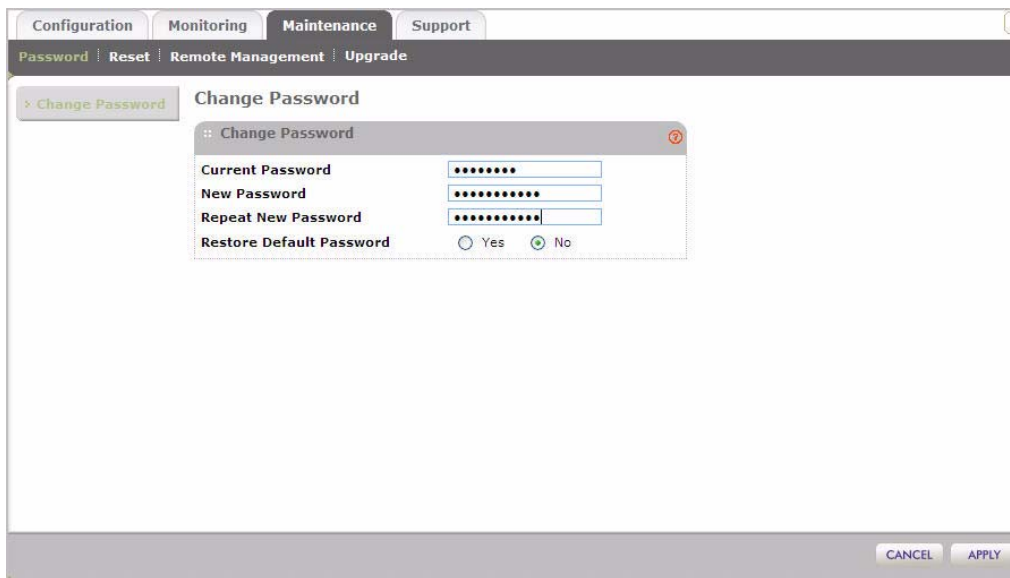 Configuration Monitoring Maintenance Support
Password Reset Remote Management Upgrade
› Change Password
Change Password
:: Change Password ?
Current Password ••••••••
New Password •••••••••••
Repeat New Password •••••••••••
Restore Default Password Yes No
CANCEL APPLY